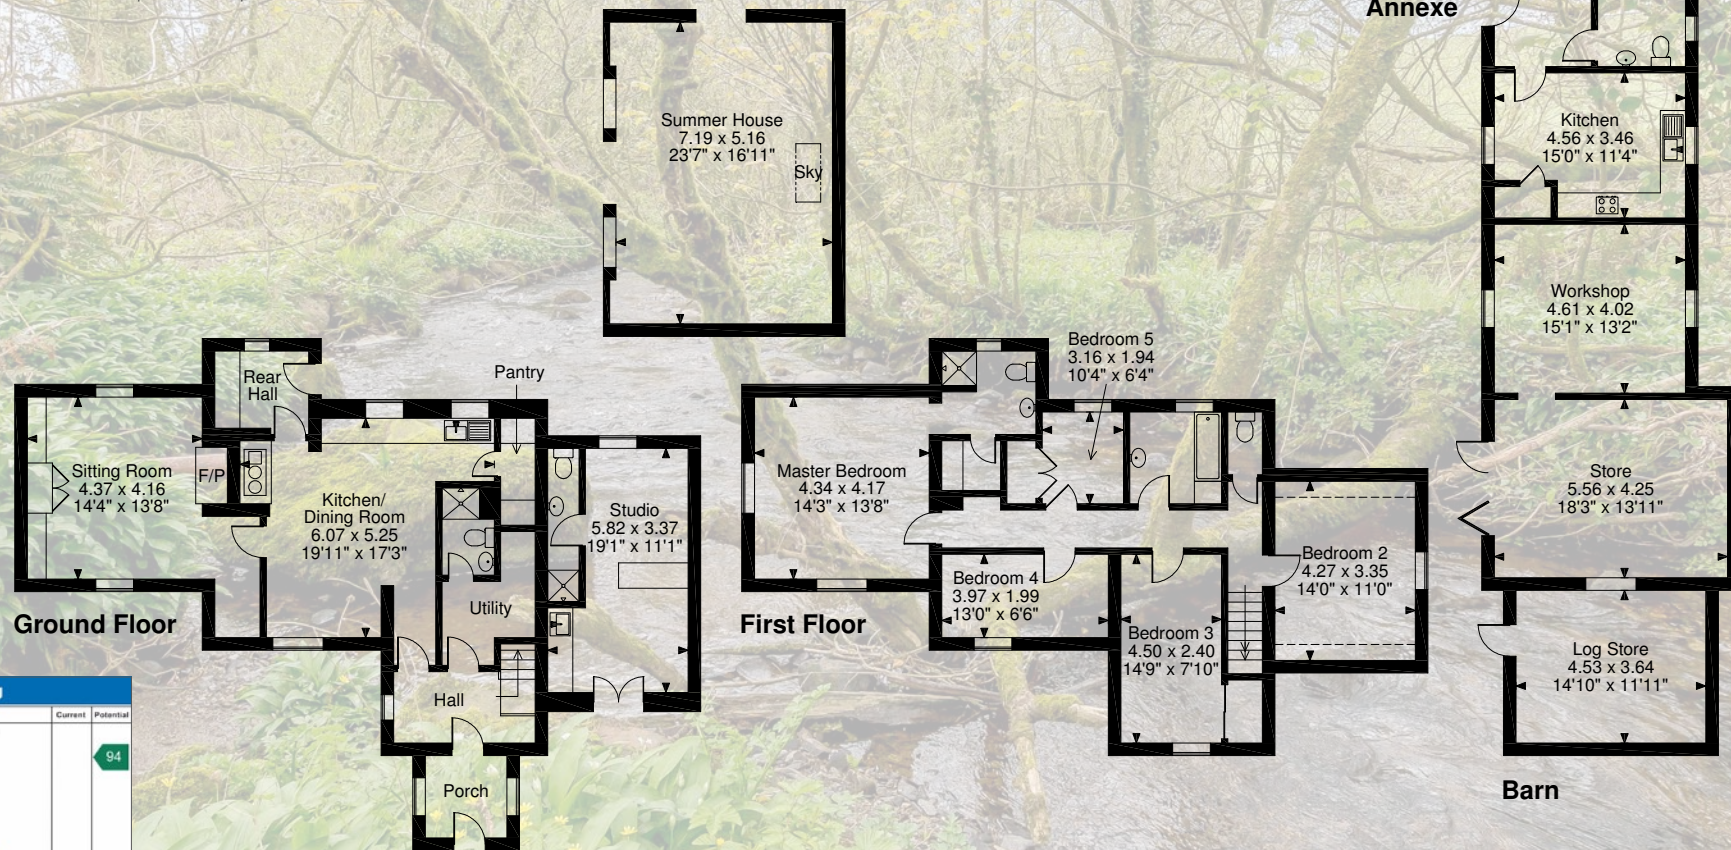 Annexe
Summer House
7.19 x 5.16
23'7" x 16'11"
Sky
Kitchen
4.56 x 3.46
15'0" x 11'4"
Workshop
4.61 x 4.02
15'1" x 13'2"
Store
5.56 x 4.25
18'3" x 13'11"
Log Store
4.53 x 3.64
14'10" x 11'11"
Barn
Rear
Hall
Pantry
Sitting Room
4.37 x 4.16
14'4" x 13'8"
F/P
Kitchen/
Dining Room
6.07 x 5.25
19'11" x 17'3"
Studio
5.82 x 3.37
19'1" x 11'1"
Utility
Hall
Porch
Ground Floor
Bedroom 5
3.16 x 1.94
10'4" x 6'4"
Master Bedroom
4.34 x 4.17
14'3" x 13'8"
Bedroom 2
4.27 x 3.35
14'0" x 11'0"
Bedroom 4
3.97 x 1.99
13'0" x 6'6"
Bedroom 3
4.50 x 2.40
14'9" x 7'10"
First Floor
Current Potential
94